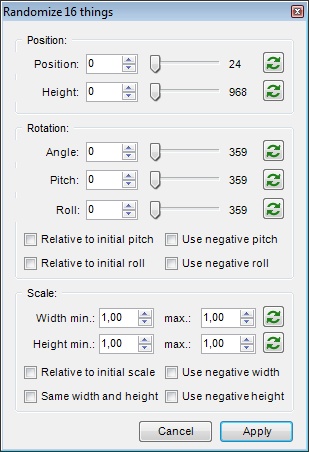 Randomize 16 things
Position:
Position: 0 24
Height: 0 968
Rotation:
Angle: 0 359
Pitch: 0 359
Roll: 0 359
Relative to initial pitch Use negative pitch
Relative to initial roll Use negative roll
Scale:
Width min.: 1,00 max.: 1,00
Height min.: 1,00 max.: 1,00
Relative to initial scale Use negative width
Same width and height Use negative height
Cancel Apply